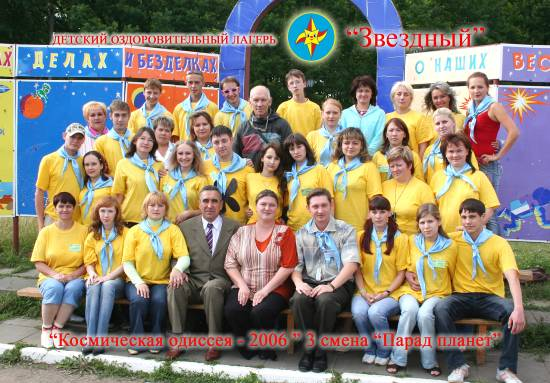 ДЕТСКИЙ ОЗДОРОВИТЕЛЬНЫЙ ЛАГЕРЬ "Звездный"
ДЕЛАХ И БЕЗДЕЛКАХ
О НАШИХ
ВЕС
"Космическая одиссея - 2006 " 3 смена "Парад планет"